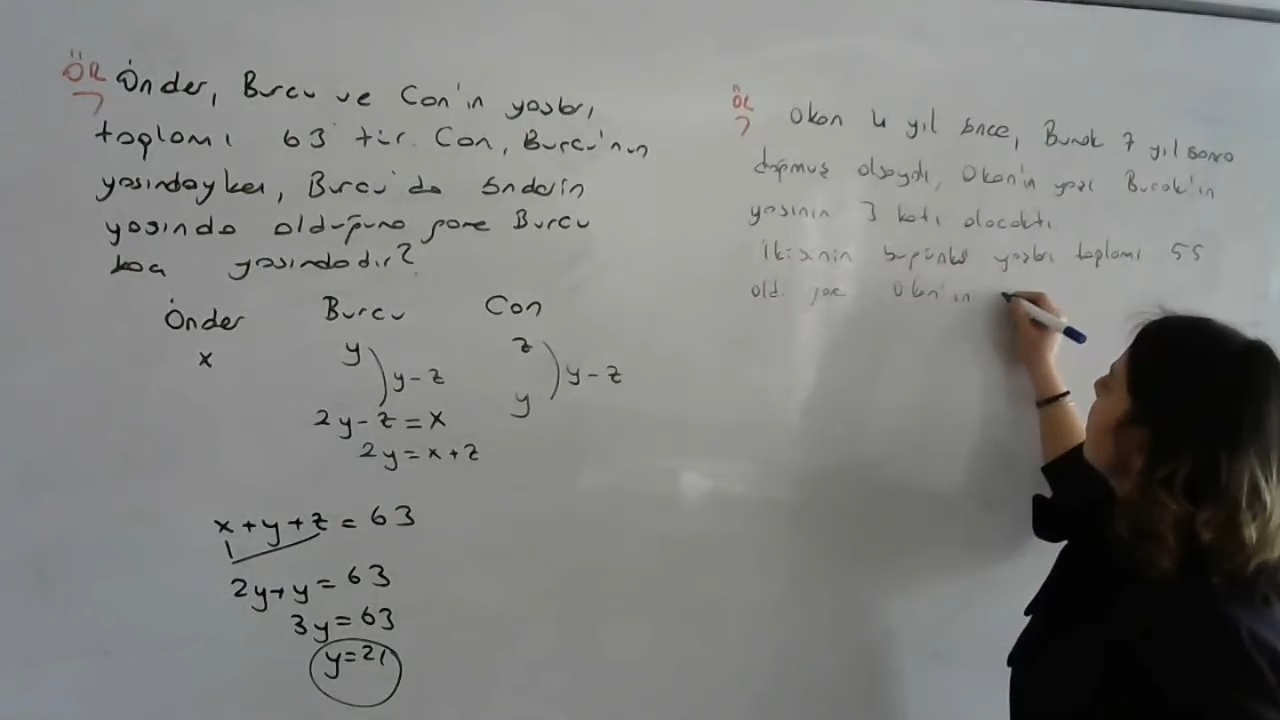 ÖR Önder, Burcu ve Can'ın yaşları
toplamı 63 tür. Can, Burcu'nun
yaşındayken, Burcu'da Önder'in
yaşında olduğuna göre Burcu
kaç yaşındadır?
Önder Burcu Can
x y z
y-z y-z
y
2y-z=x
2y=x+z
x+y+z=63
2y+y=63
3y=63
y=21
ÖR Okan 4 yıl önce, Burak 7 yıl sonra
doğmuş olsaydı, Okan'ın yaşı Burak'ın
yaşının 3 katı olacaktı.
İkisinin bugünkü yaşları toplamı 55
old. göre Okan'ın